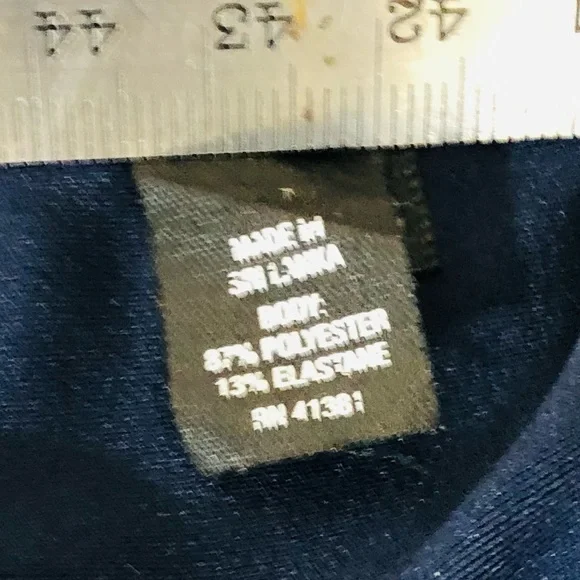 44 43 42
MADE IN
SRI LANKA
BODY:
87% POLYESTER
13% ELASTANE
RN 41381